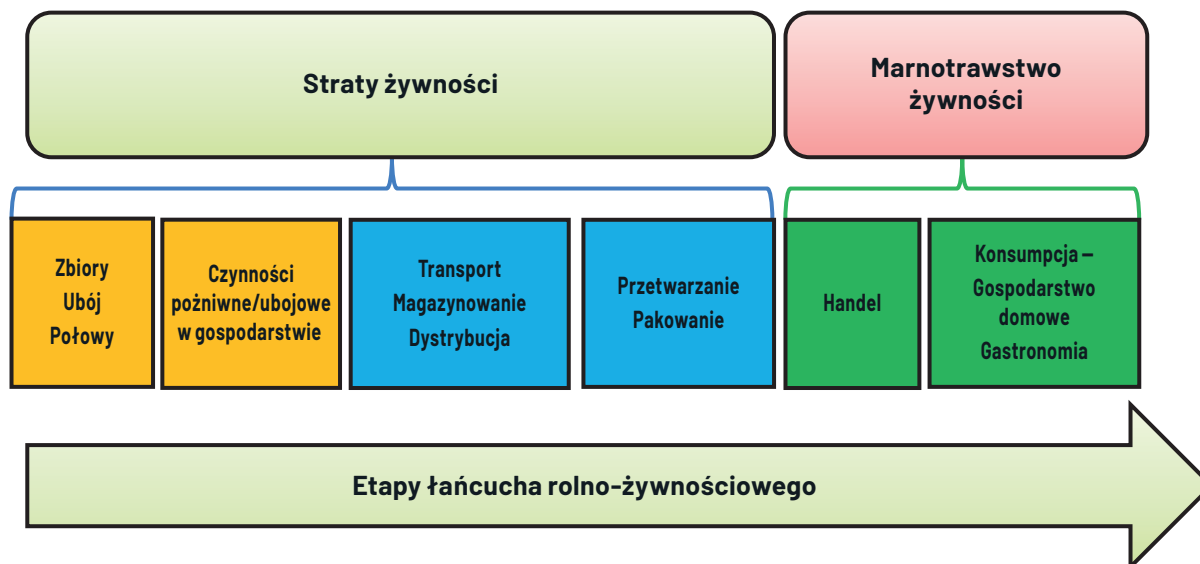 Straty żywności
Marnotrawstwo
żywności
Zbiory
Ubój
Połowy
Czynności
pożniwne/ubojowe
w gospodarstwie
Transport
Magazynowanie
Dystrybucja
Przetwarzanie
Pakowanie
Handel
Konsumpcja –
Gospodarstwo
domowe
Gastronomia
Etapy łańcucha rolno-żywnościowego